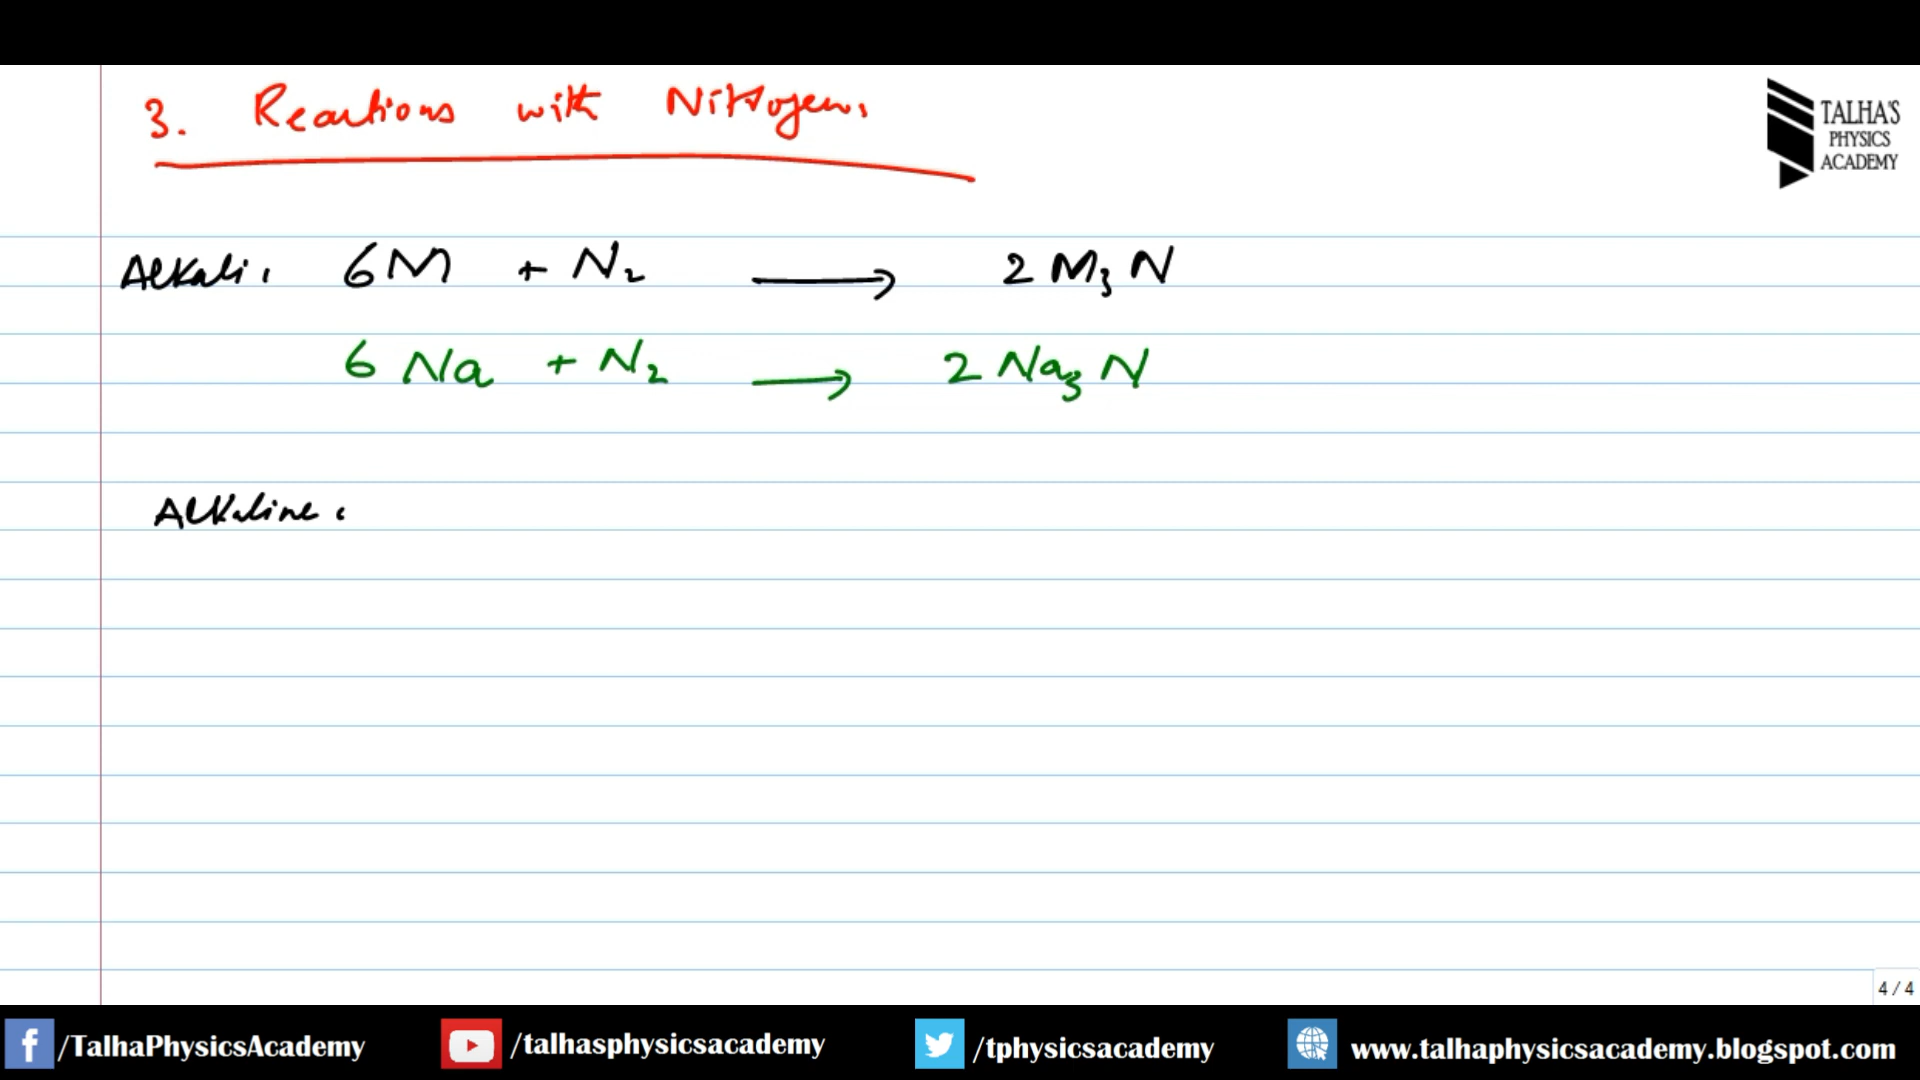 3. Reactions with Nitrogen.
TALHA'S
PHYSICS
ACADEMY
Alkali: 6M + N₂ ⟶ 2M₃N
6Na + N₂ ⟶ 2Na₃N
Alkaline:
4 / 4
/TalhaPhysicsAcademy /talhasphysicsacademy /tphysicsacademy www.talhaphysicsacademy.blogspot.com